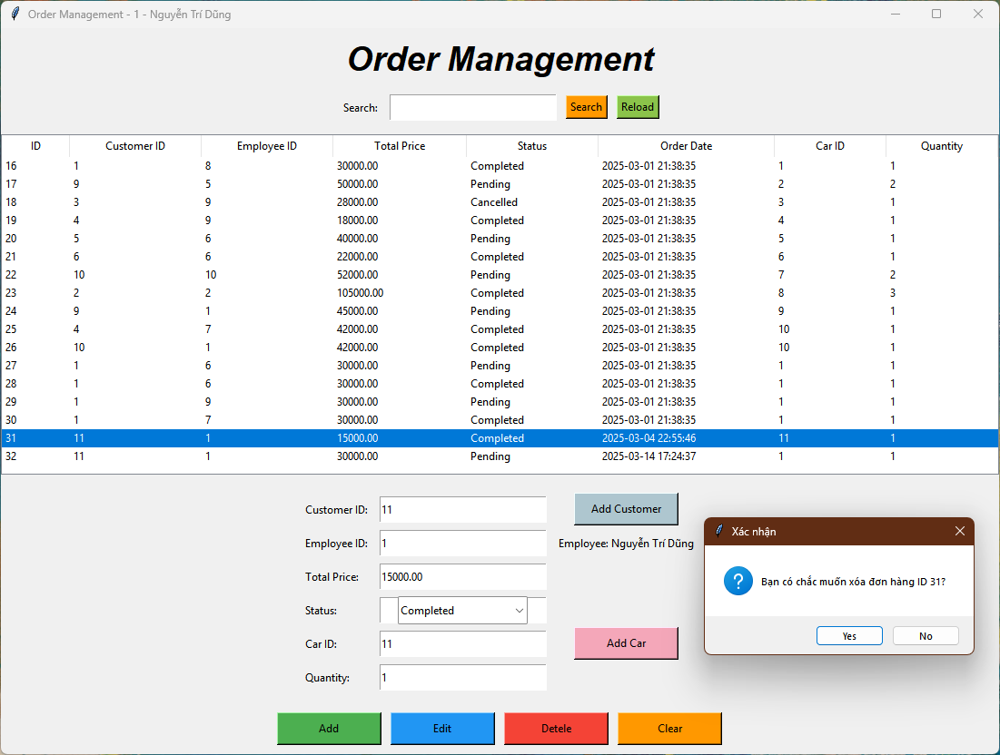 Order Management - 1 - Nguyễn Trí Dũng
Order Management
Search: Search Reload
ID Customer ID Employee ID Total Price Status Order Date Car ID Quantity
16 1 8 30000.00 Completed 2025-03-01 21:38:35 1 1
17 9 5 50000.00 Pending 2025-03-01 21:38:35 2 2
18 3 9 28000.00 Cancelled 2025-03-01 21:38:35 3 1
19 4 9 18000.00 Completed 2025-03-01 21:38:35 4 1
20 5 6 40000.00 Pending 2025-03-01 21:38:35 5 1
21 6 6 22000.00 Completed 2025-03-01 21:38:35 6 1
22 10 10 52000.00 Pending 2025-03-01 21:38:35 7 2
23 2 2 105000.00 Completed 2025-03-01 21:38:35 8 3
24 9 1 45000.00 Pending 2025-03-01 21:38:35 9 1
25 4 7 42000.00 Completed 2025-03-01 21:38:35 10 1
26 10 1 42000.00 Completed 2025-03-01 21:38:35 10 1
27 1 6 30000.00 Pending 2025-03-01 21:38:35 1 1
28 1 6 30000.00 Completed 2025-03-01 21:38:35 1 1
29 1 9 30000.00 Pending 2025-03-01 21:38:35 1 1
30 1 7 30000.00 Completed 2025-03-01 21:38:35 1 1
31 11 1 15000.00 Completed 2025-03-04 22:55:46 11 1
32 11 1 30000.00 Pending 2025-03-14 17:24:37 1 1
Customer ID: 11 Add Customer
Employee ID: 1 Employee: Nguyễn Trí Dũng
Total Price: 15000.00
Status: Completed
Car ID: 11 Add Car
Quantity: 1
Add Edit Detele Clear
Xác nhận
Bạn có chắc muốn xóa đơn hàng ID 31?
Yes No